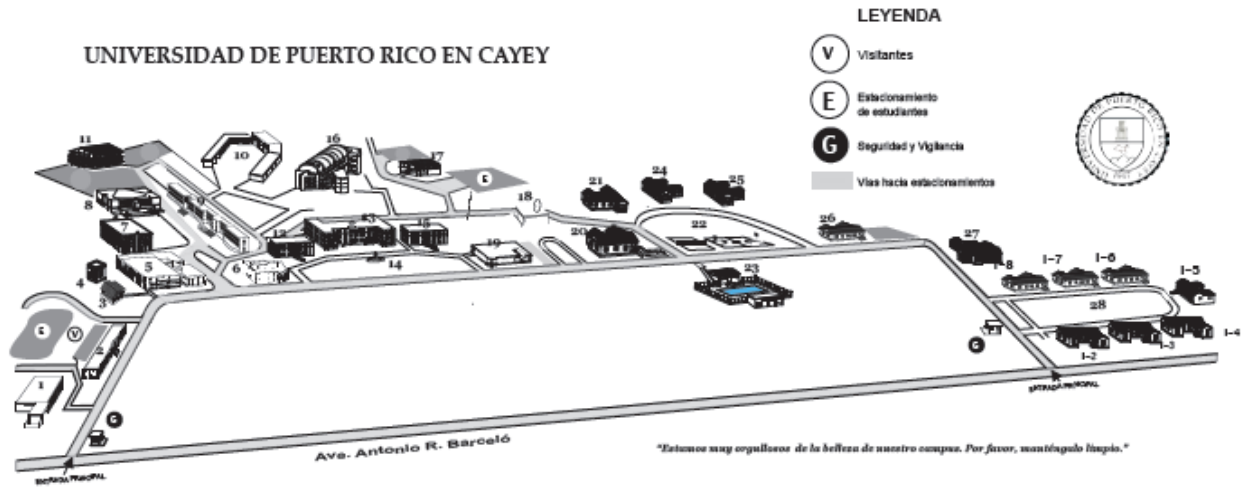 LEYENDA
UNIVERSIDAD DE PUERTO RICO EN CAYEY
V Visitantes
E Estacionamiento
de estudiantes
G Seguridad y Vigilancia
Vías hacia estacionamientos
11
10
16
17
E
8
9
7
18
21
24
25
12
13
15
20
22
26
27
5
6
14
19
4
3
23
I-8
I-7
I-6
I-5
28
E
V
2
G
I-2
I-3
I-4
1
G
ENTRADA PRINCIPAL
Ave. Antonio R. Barceló
"Estamos muy orgullosos de la belleza de nuestro campus. Por favor, manténgalo limpio."
ENTRADA PRINCIPAL